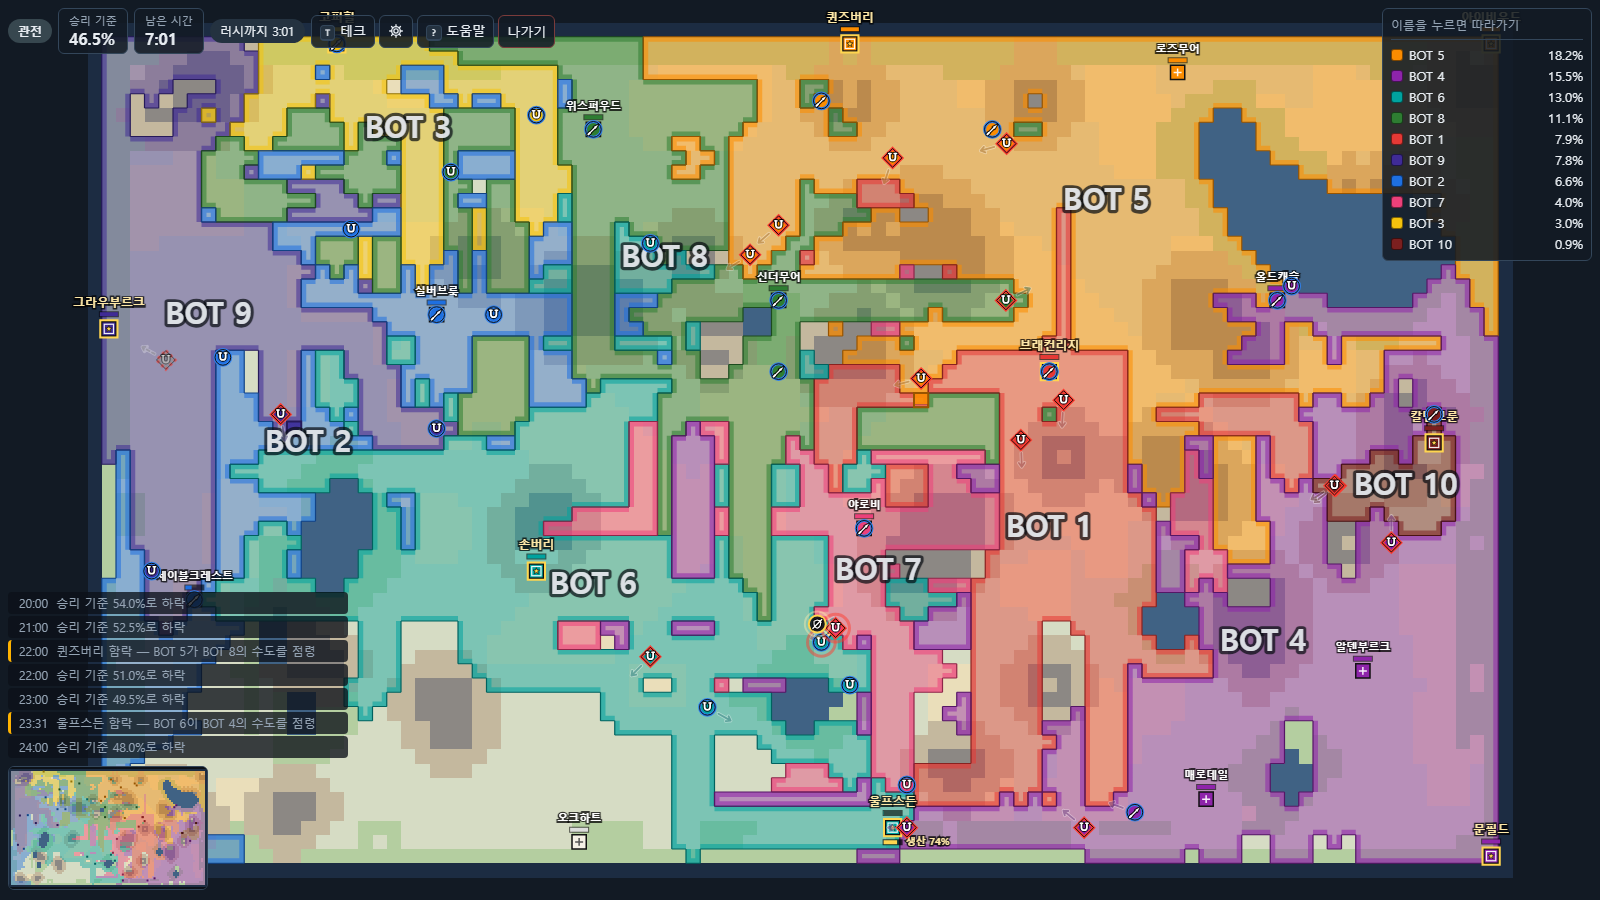 관전
승리 기준
46.5%
남은 시간
7:01
러시까지 3:01
T 테크
? 도움말
나가기
이름을 누르면 따라가기
BOT 5 18.2%
BOT 4 15.5%
BOT 6 13.0%
BOT 8 11.1%
BOT 1 7.9%
BOT 9 7.8%
BOT 2 6.6%
BOT 7 4.0%
BOT 3 3.0%
BOT 10 0.9%
퀸즈버리
로즈무어
위스퍼우드
BOT 3
BOT 5
BOT 8
신더무어
올드캐슬
실버브룩
그라우부르크
BOT 9
브래컨리지
BOT 2
BOT 10
야로비
BOT 1
손버리
BOT 6
BOT 7
BOT 4
알덴부르크
20:00 승리 기준 54.0%로 하락
21:00 승리 기준 52.5%로 하락
22:00 퀸즈버리 함락 — BOT 5가 BOT 8의 수도를 점령
22:00 승리 기준 51.0%로 하락
23:00 승리 기준 49.5%로 하락
23:31 울프스든 함락 — BOT 6이 BOT 4의 수도를 점령
24:00 승리 기준 48.0%로 하락
매로데일
울프스든
생산 74%
오크하트
문필드